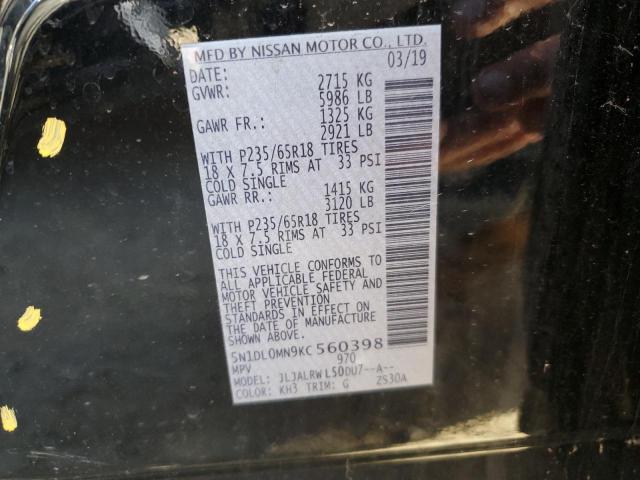 MFD BY NISSAN MOTOR CO., LTD.
DATE: 03/19
GVWR: 2715 KG
5986 LB
GAWR FR.: 1325 KG
2921 LB
WITH P235/65R18 TIRES
18 X 7.5 RIMS AT 33 PSI
COLD SINGLE
GAWR RR.: 1415 KG
3120 LB
WITH P235/65R18 TIRES
18 X 7.5 RIMS AT 33 PSI
COLD SINGLE
THIS VEHICLE CONFORMS TO
ALL APPLICABLE FEDERAL
MOTOR VEHICLE SAFETY AND
THEFT PREVENTION
STANDARDS IN EFFECT ON
THE DATE OF MANUFACTURE
SHOWN ABOVE.
5N1DL0MN9KC560398
MPV 970
MODEL: JLJALRWL50DU7--A--
COLOR: KH3 TRIM: G ZS30A